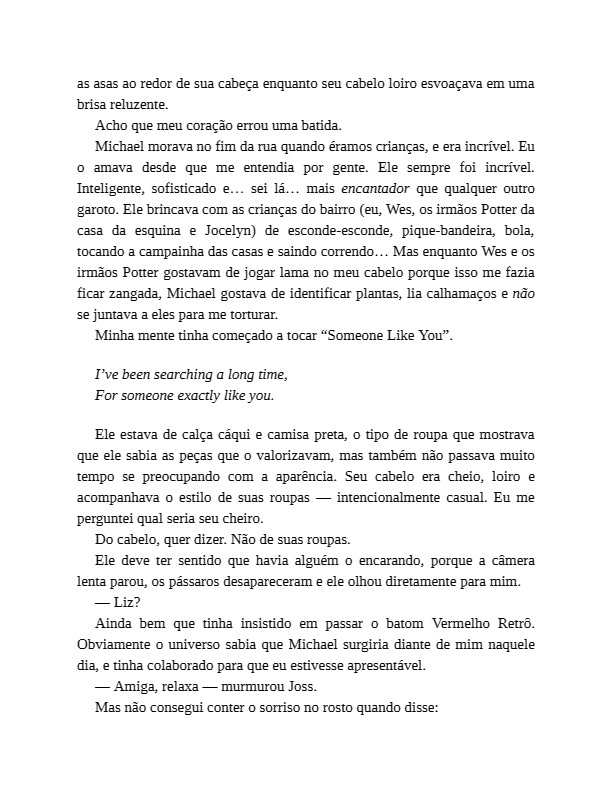 as asas ao redor de sua cabeça enquanto seu cabelo loiro esvoaçava em uma
brisa reluzente.
Acho que meu coração errou uma batida.
Michael morava no fim da rua quando éramos crianças, e era incrível. Eu
o amava desde que me entendia por gente. Ele sempre foi incrível.
Inteligente, sofisticado e… sei lá… mais encantador que qualquer outro
garoto. Ele brincava com as crianças do bairro (eu, Wes, os irmãos Potter da
casa da esquina e Jocelyn) de esconde-esconde, pique-bandeira, bola,
tocando a campainha das casas e saindo correndo… Mas enquanto Wes e os
irmãos Potter gostavam de jogar lama no meu cabelo porque isso me fazia
ficar zangada, Michael gostava de identificar plantas, lia calhamaços e não
se juntava a eles para me torturar.
Minha mente tinha começado a tocar “Someone Like You”.
I’ve been searching a long time,
For someone exactly like you.
Ele estava de calça cáqui e camisa preta, o tipo de roupa que mostrava
que ele sabia as peças que o valorizavam, mas também não passava muito
tempo se preocupando com a aparência. Seu cabelo era cheio, loiro e
acompanhava o estilo de suas roupas — intencionalmente casual. Eu me
perguntei qual seria seu cheiro.
Do cabelo, quer dizer. Não de suas roupas.
Ele deve ter sentido que havia alguém o encarando, porque a câmera
lenta parou, os pássaros desapareceram e ele olhou diretamente para mim.
— Liz?
Ainda bem que tinha insistido em passar o batom Vermelho Retrô.
Obviamente o universo sabia que Michael surgiria diante de mim naquele
dia, e tinha colaborado para que eu estivesse apresentável.
— Amiga, relaxa — murmurou Joss.
Mas não consegui conter o sorriso no rosto quando disse: